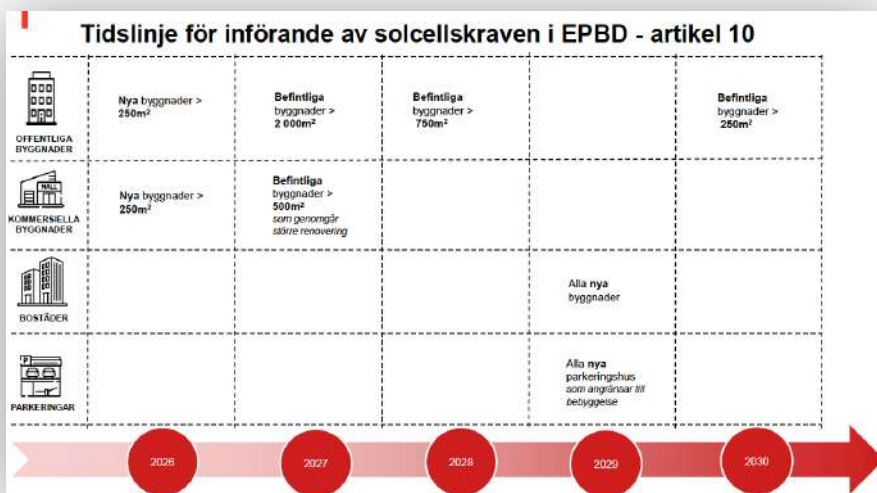 Tidslinje för införande av solcellskraven i EPBD - artikel 10
OFFENTLIGA
BYGGNADER
Nya byggnader >
250m²
Befintliga
byggnader >
2 000m²
Befintliga
byggnader >
750m²
Befintliga
byggnader >
250m²
HALL
KOMMERSIELLA
BYGGNADER
Nya byggnader >
250m²
Befintliga
byggnader >
500m²
som genomgår
större renovering
BOSTÄDER
Alla nya
byggnader
P
PARKERINGAR
Alla nya
parkeringshus
som angränsar till
bebyggelse
2026
2027
2028
2029
2030